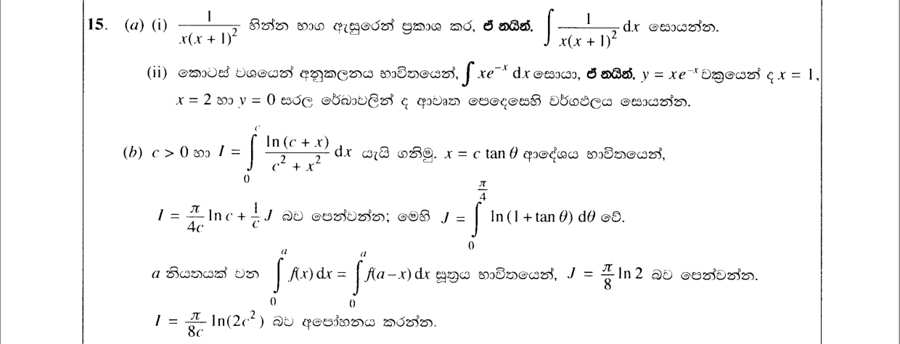 15. (a) (i) 1/(x(x + 1)²) හින්න භාග ඇසුරෙන් ප්‍රකාශ කර, ඒ නයින්, ∫ 1/(x(x + 1)²) dx සොයන්න.
(ii) කොටස් වශයෙන් අනුකලනය භාවිතයෙන්, ∫ xe⁻ˣ dx සොයා, ඒ නයින්, y = xe⁻ˣ වක්‍රයෙන් ද x = 1,
x = 2 හා y = 0 සරල රේඛාවලින් ද ආවෘත පෙදෙසෙහි වර්ගඵලය සොයන්න.
(b) c > 0 හා I = ∫₀ᶜ ln (c + x)/(c² + x²) dx යැයි ගනිමු. x = c tan θ ආදේශය භාවිතයෙන්,
I = π/4c ln c + 1/c J බව පෙන්වන්න; මෙහි J = ∫₀^(π/4) ln (1 + tan θ) dθ වේ.
a නියතයක් වන ∫₀ᵃ f(x) dx = ∫₀ᵃ f(a − x) dx සූත්‍රය භාවිතයෙන්, J = π/8 ln 2 බව පෙන්වන්න.
I = π/8c ln(2c²) බව අපෝහනය කරන්න.